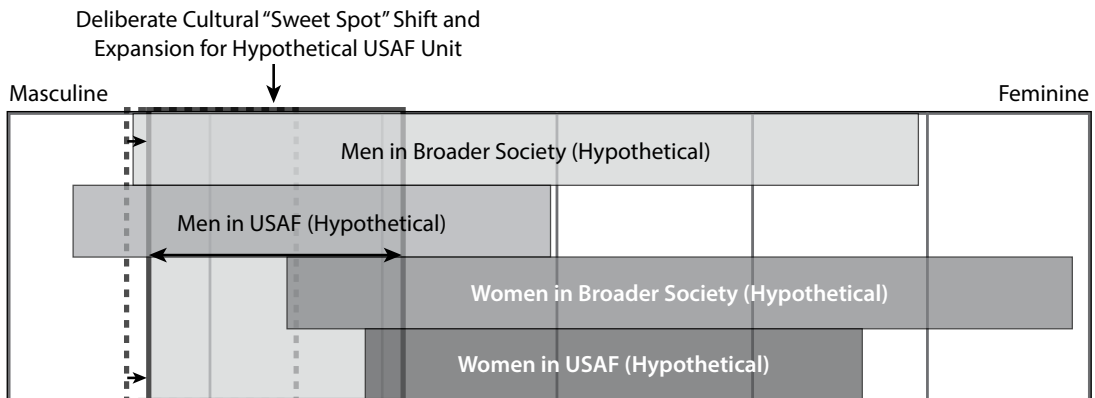 Deliberate Cultural “Sweet Spot” Shift and
Expansion for Hypothetical USAF Unit
Masculine
Feminine
Men in Broader Society (Hypothetical)
Men in USAF (Hypothetical)
Women in Broader Society (Hypothetical)
Women in USAF (Hypothetical)